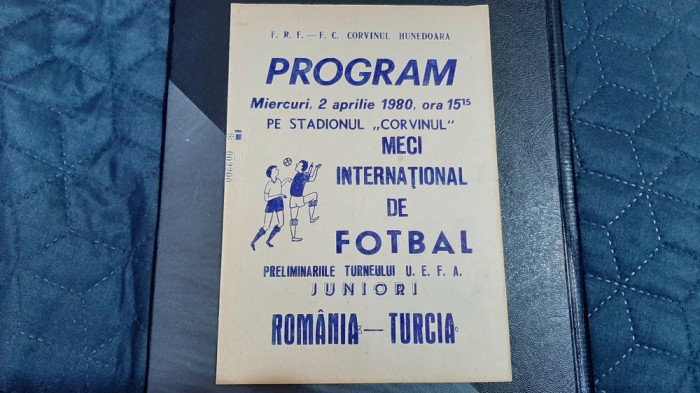 F. R. F. — F. C. CORVINUL HUNEDOARA
PROGRAM
Miercuri, 2 aprilie 1980, ora 15¹⁵
PE STADIONUL „CORVINUL"
MECI
INTERNAŢIONAL
DE
FOTBAL
PRELIMINARIILE TURNEULUI U. E. F. A.
JUNIORI
ROMÂNIA — TURCIA